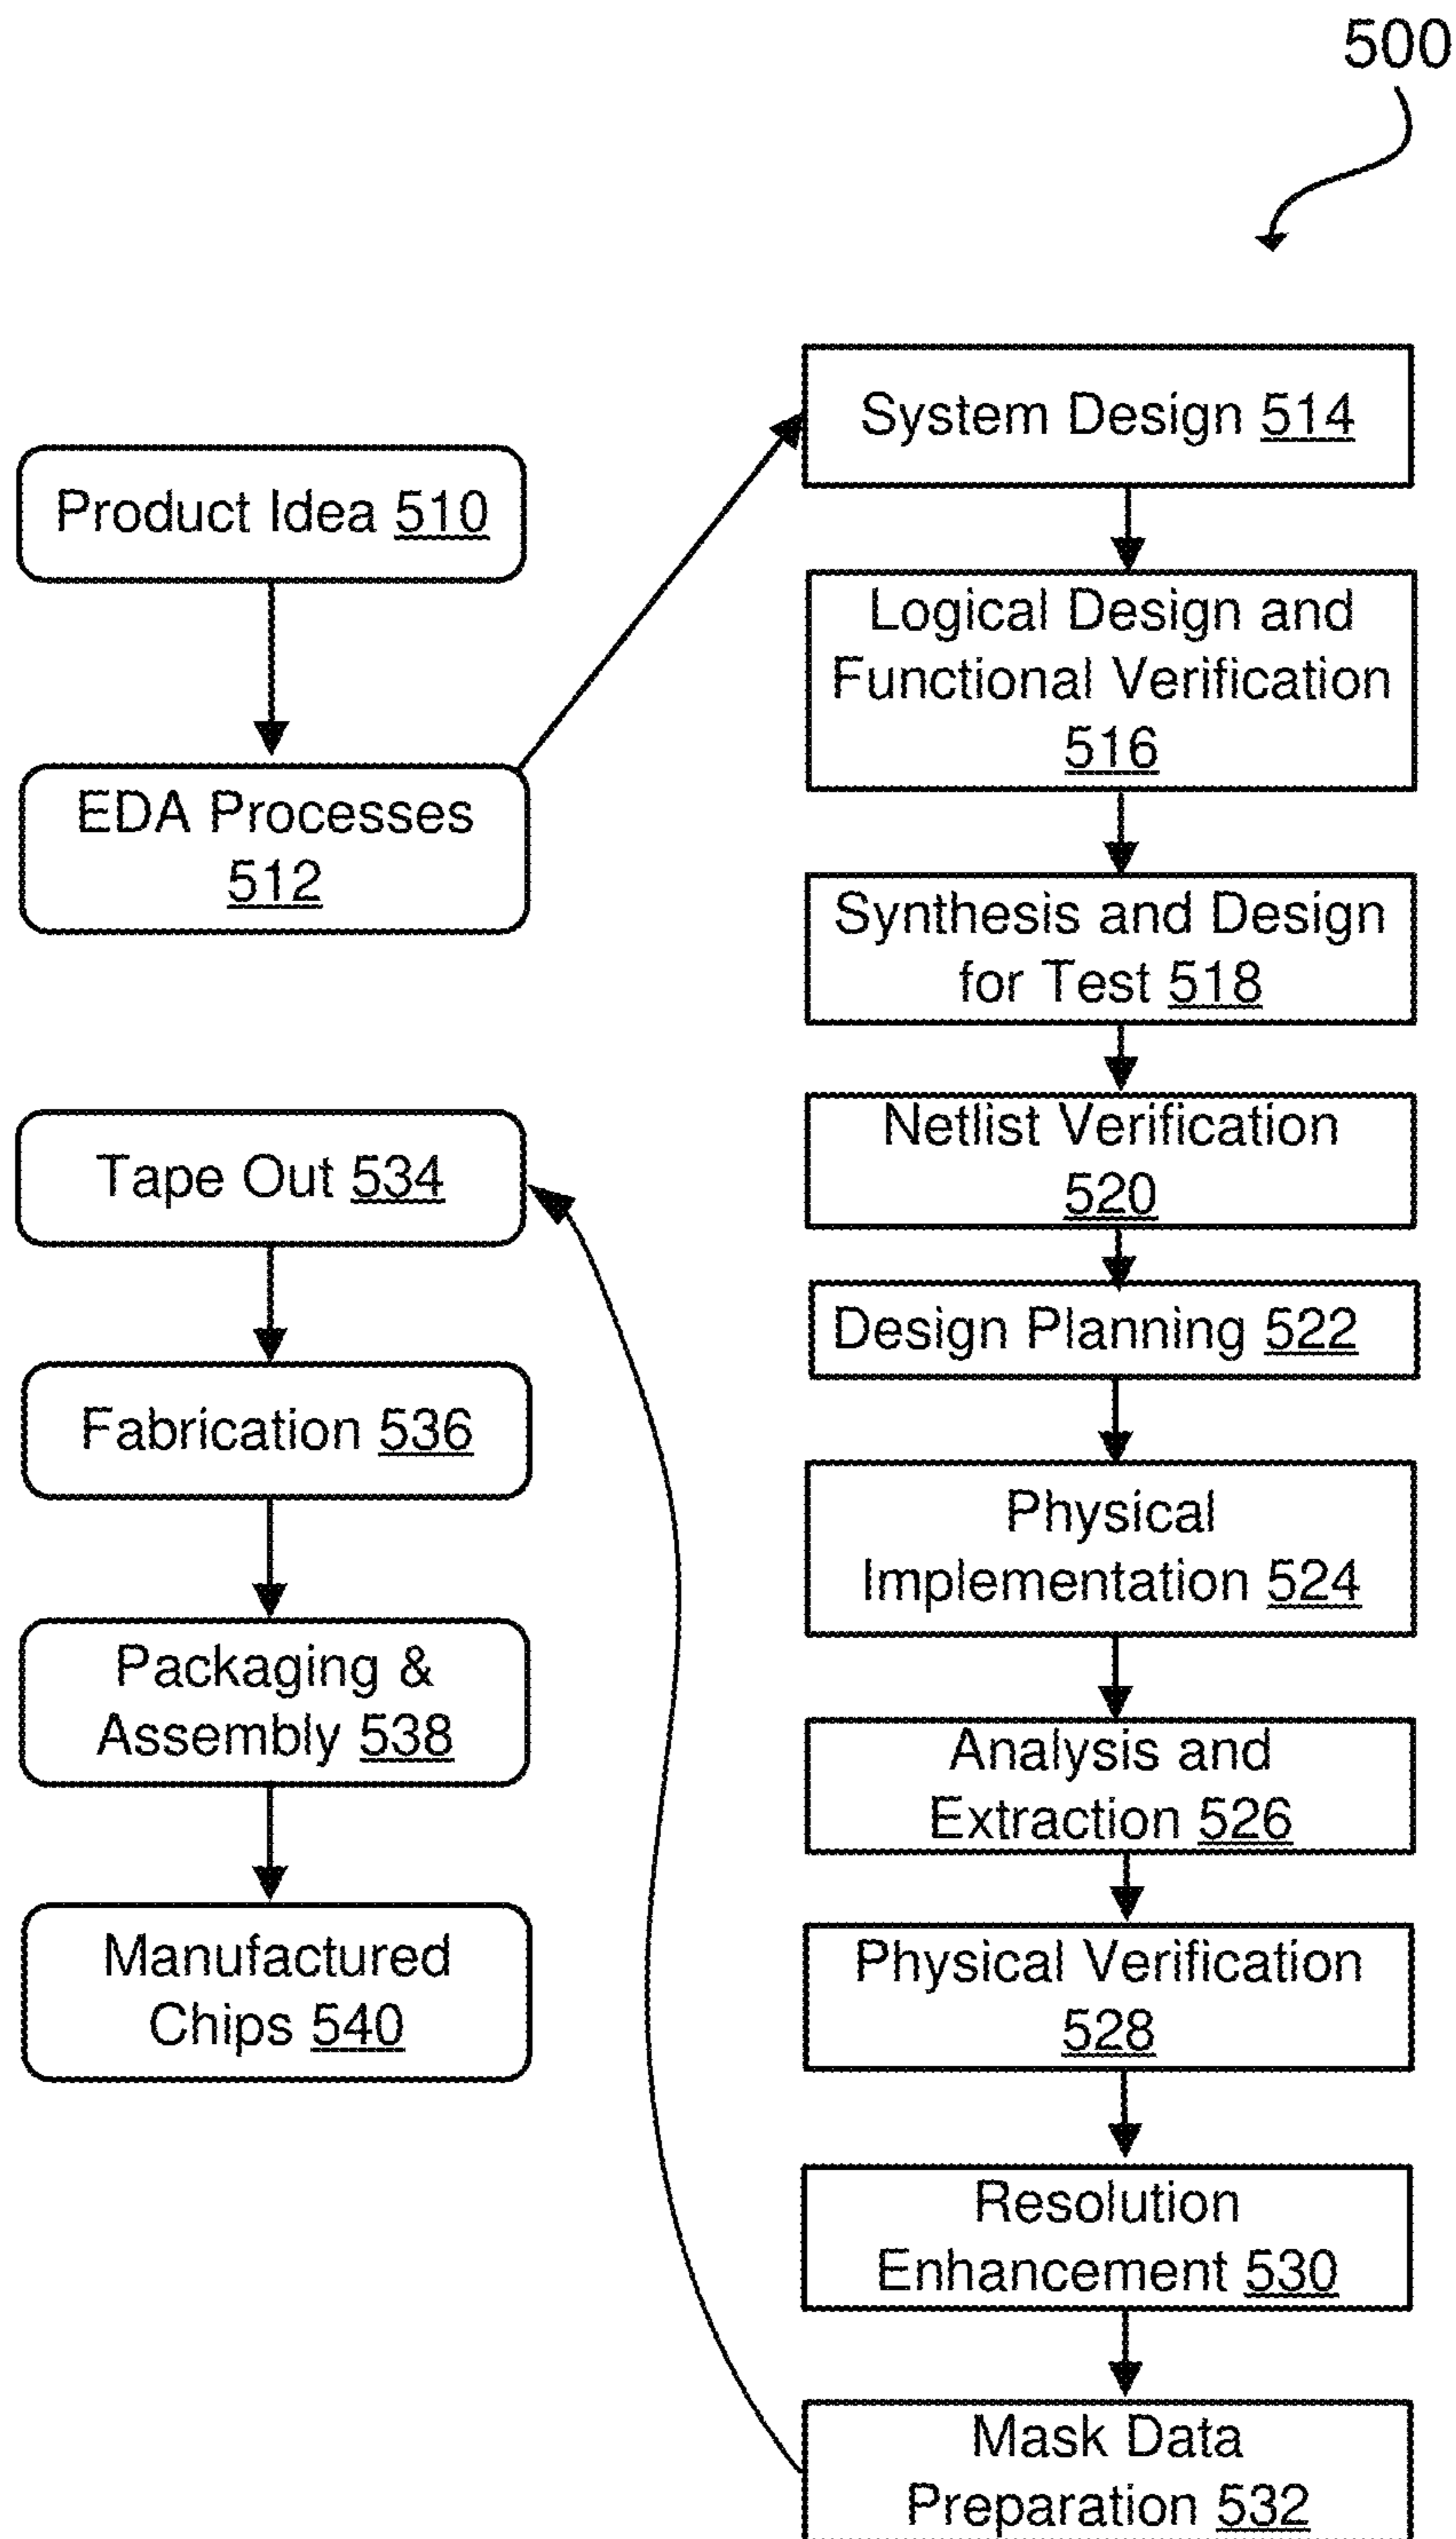 500
Product Idea 510
EDA Processes
512
System Design 514
Logical Design and
Functional Verification
516
Synthesis and Design
for Test 518
Netlist Verification
520
Design Planning 522
Physical
Implementation 524
Analysis and
Extraction 526
Physical Verification
528
Resolution
Enhancement 530
Mask Data
Preparation 532
Tape Out 534
Fabrication 536
Packaging &
Assembly 538
Manufactured
Chips 540